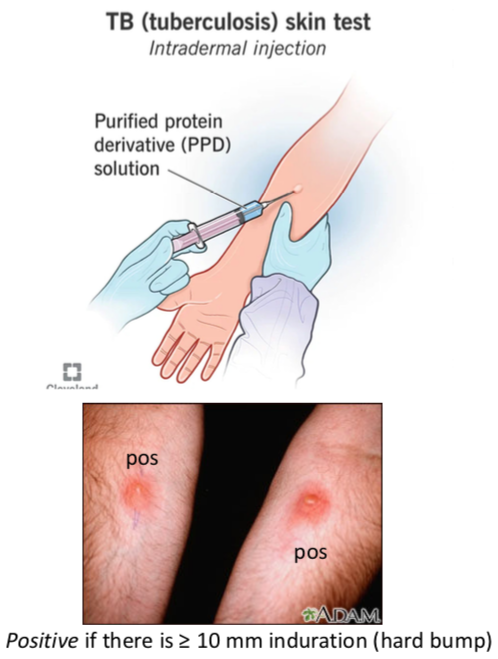 TB (tuberculosis) skin test
Intradermal injection
Purified protein
derivative (PPD)
solution
pos
pos
ADAM
Positive if there is ≥ 10 mm induration (hard bump)